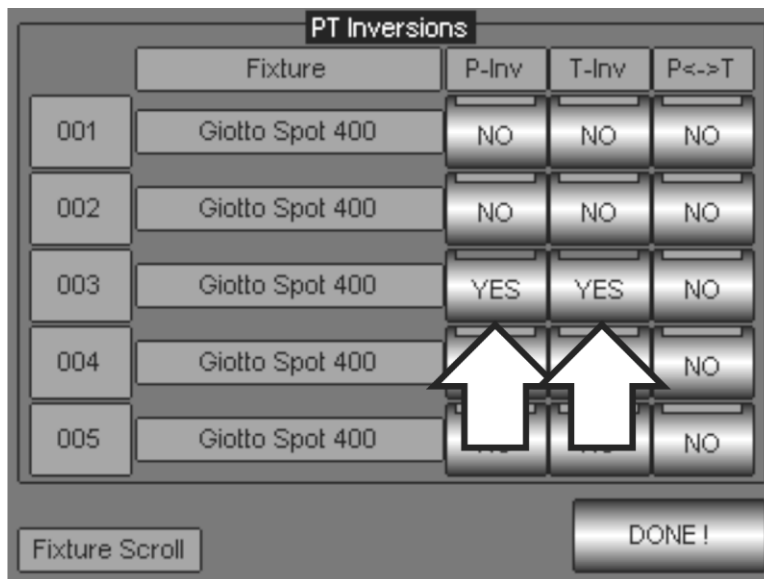 PT Inversions
Fixture P-Inv T-Inv P<->T
001 Giotto Spot 400 NO NO NO
002 Giotto Spot 400 NO NO NO
003 Giotto Spot 400 YES YES NO
004 Giotto Spot 400 NO
005 Giotto Spot 400 NO
Fixture Scroll DONE !